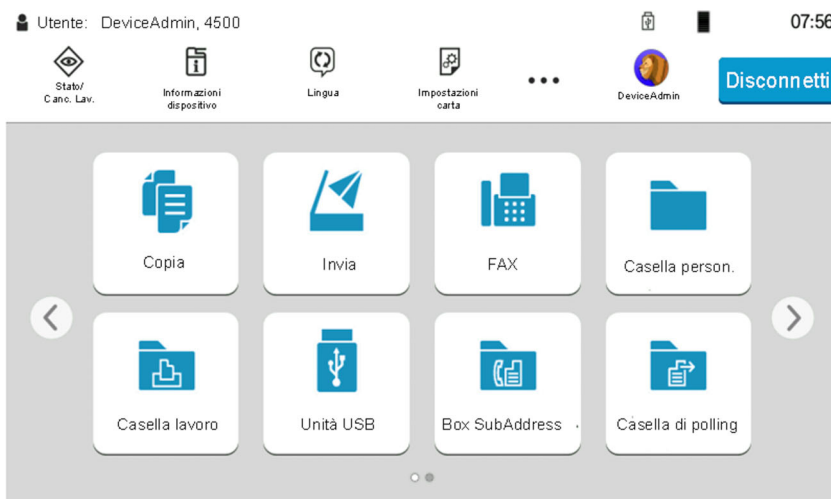 Utente: DeviceAdmin, 4500
07:56
Stato/
Canc. Lav.
Informazioni
dispositivo
Lingua
Impostazioni
carta
DeviceAdmin
Disconnetti
Copia
Invia
FAX
Casella person.
Casella lavoro
Unità USB
Box SubAddress
Casella di polling